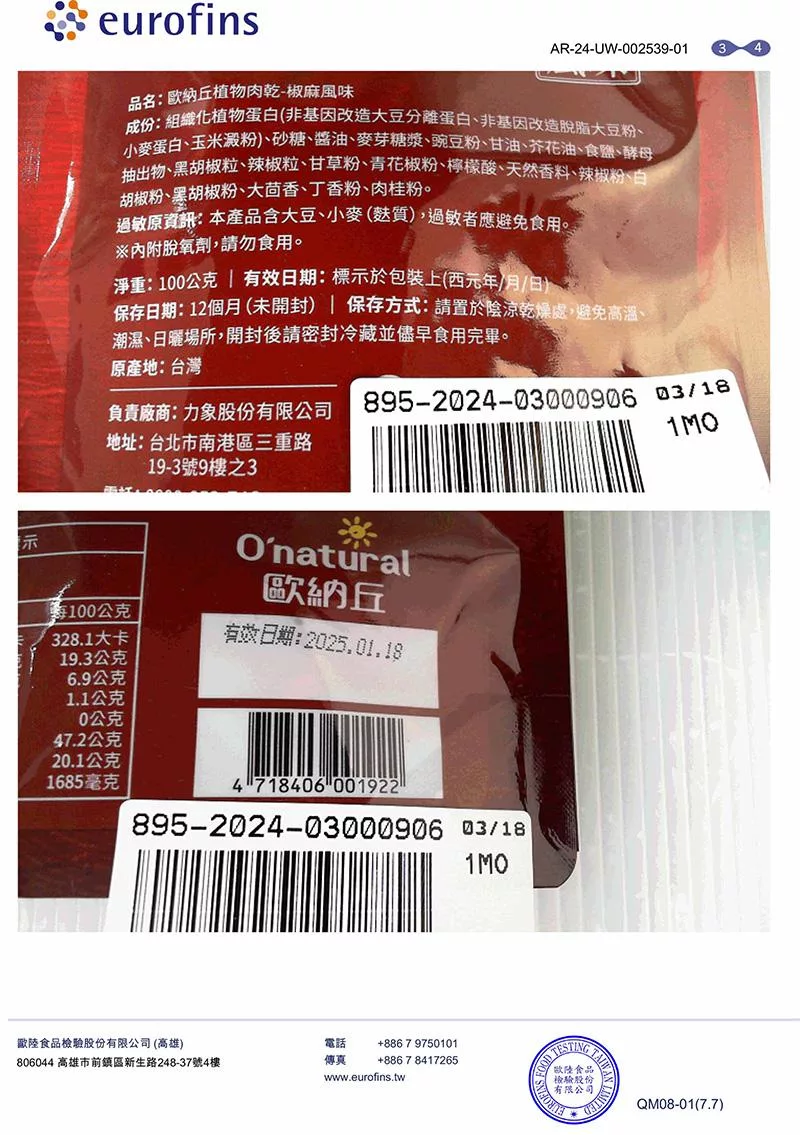 eurofins
AR-24-UW-002539-01
3 4
品名：歐納丘植物肉乾-椒麻風味
成份：組織化植物蛋白(非基因改造大豆分離蛋白、非基因改造脫脂大豆粉、
小麥蛋白、玉米澱粉)、砂糖、醬油、麥芽糖漿、豌豆粉、甘油、芥花油、食鹽、酵母
抽出物、黑胡椒粒、辣椒粒、甘草粉、青花椒粉、檸檬酸、天然香料、辣椒粉、白
胡椒粉、黑胡椒粉、大茴香、丁香粉、肉桂粉。
過敏原資訊：本產品含大豆、小麥(麩質)，過敏者應避免食用。
※內附脫氧劑，請勿食用。
淨重：100公克 | 有效日期：標示於包裝上(西元年/月/日)
保存日期：12個月(未開封) | 保存方式：請置於陰涼乾燥處，避免高溫、
潮濕、日曬場所，開封後請密封冷藏並儘早食用完畢。
原產地：台灣
負責廠商：力象股份有限公司
地址：台北市南港區三重路
19-3號9樓之3
895-2024-03000906 03/18
1MO
示
每100公克
328.1大卡
19.3公克
6.9公克
1.1公克
0公克
47.2公克
20.1公克
1685毫克
O'natural
歐納丘
有效日期：2025.01.18
4 718406 001922
895-2024-03000906 03/18
1MO
歐陸食品檢驗股份有限公司 (高雄)
806044 高雄市前鎮區新生路248-37號4樓
電話 +886 7 9750101
傳真 +886 7 8417265
www.eurofins.tw
EUROFINS FOOD TESTING TAIWAN LIMITED
歐陸食品
檢驗股份
有限公司
QM08-01(7.7)